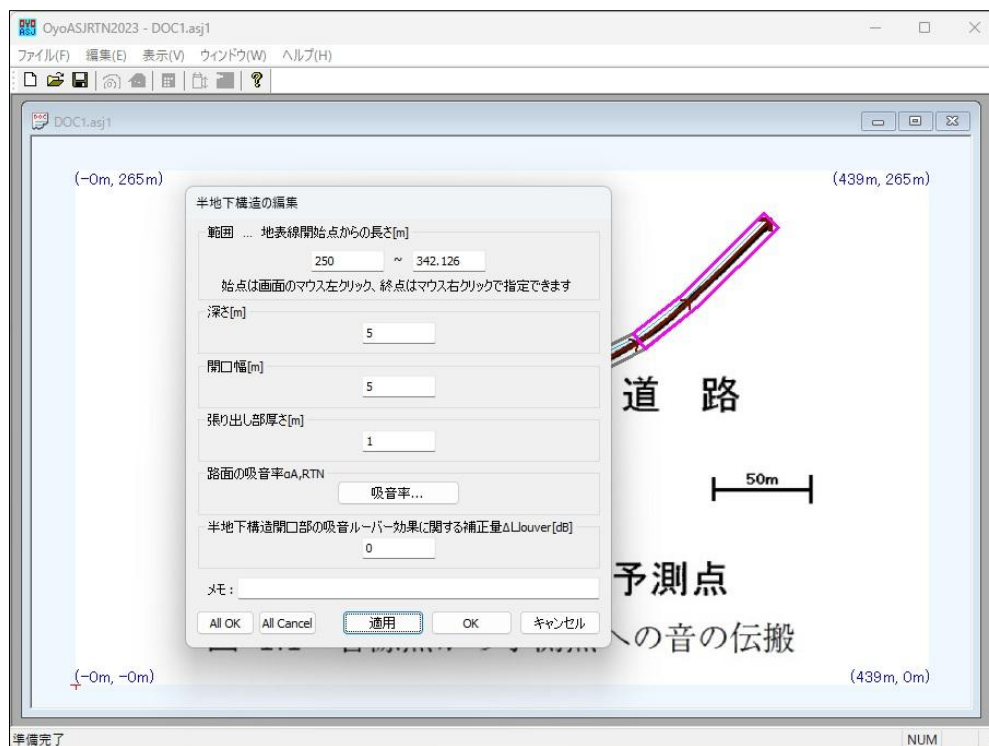 OyoASJRTN2023 - DOC1.asj1
ファイル(F) 編集(E) 表示(V) ウィンドウ(W) ヘルプ(H)
DOC1.asj1
(-0m, 265m)
(439m, 265m)
半地下構造の編集
範囲 ... 地表線開始点からの長さ[m]
250 ~ 342.126
始点は画面のマウス左クリック、終点はマウス右クリックで指定できます
深さ[m]
5
開口幅[m]
5
張り出し部厚さ[m]
1
路面の吸音率αA,RTN
吸音率...
半地下構造開口部の吸音ルーバー効果に関する補正量ΔLlouver[dB]
0
メモ :
All OK All Cancel 適用 OK キャンセル
道 路
50m
予測点
への音の伝搬
(-0m, -0m)
(439m, 0m)
準備完了
NUM